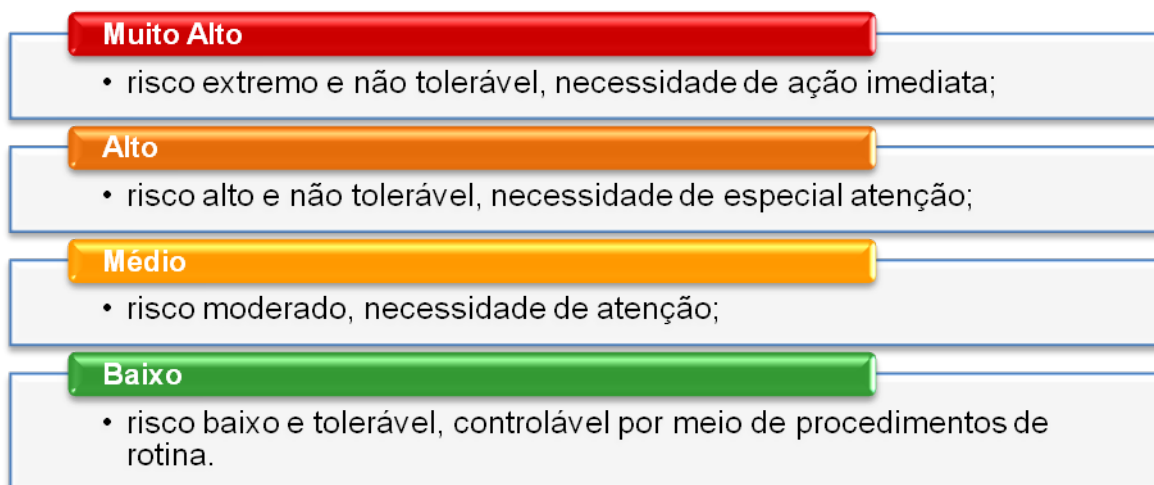 Muito Alto
• risco extremo e não tolerável, necessidade de ação imediata;
Alto
• risco alto e não tolerável, necessidade de especial atenção;
Médio
• risco moderado, necessidade de atenção;
Baixo
• risco baixo e tolerável, controlável por meio de procedimentos de
rotina.